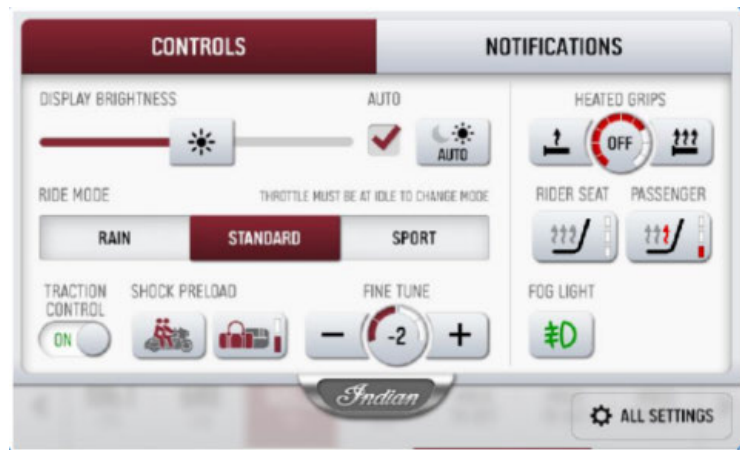 CONTROLS
NOTIFICATIONS
DISPLAY BRIGHTNESS
AUTO
AUTO
HEATED GRIPS
OFF
RIDE MODE
THROTTLE MUST BE AT IDLE TO CHANGE MODE
RAIN
STANDARD
SPORT
RIDER SEAT
PASSENGER
TRACTION
CONTROL
ON
SHOCK PRELOAD
FINE TUNE
-2
+
FOG LIGHT
Indian
ALL SETTINGS